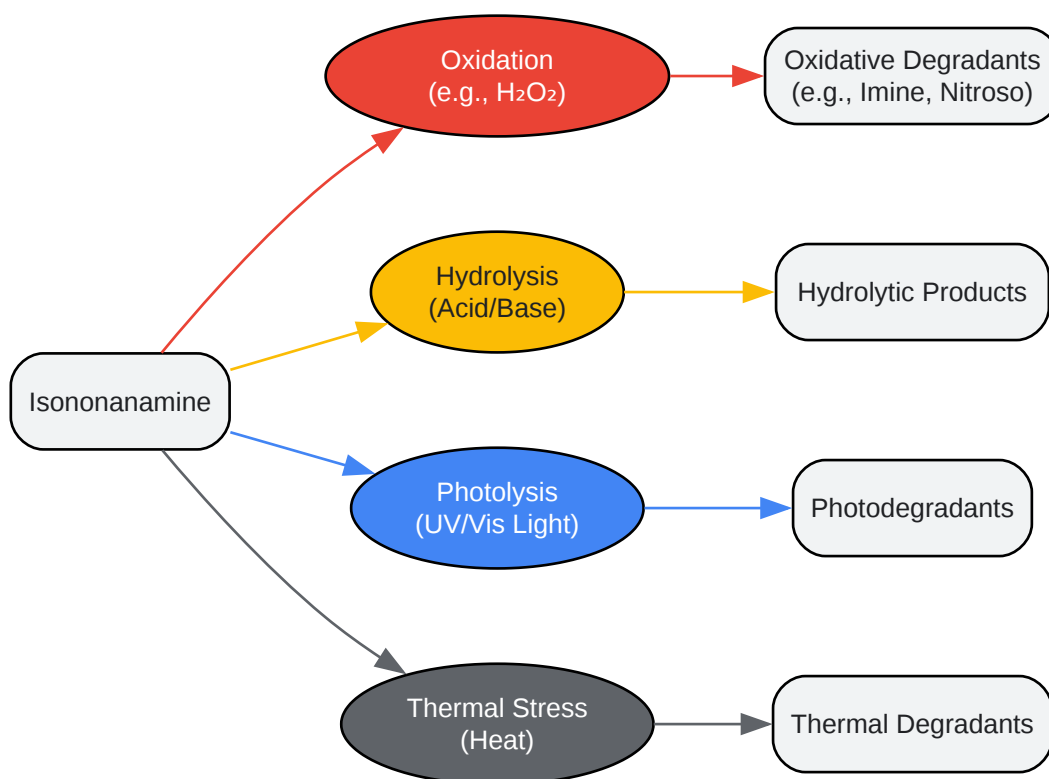 Oxidation
(e.g., H₂O₂)
Oxidative Degradants
(e.g., Imine, Nitroso)
Hydrolysis
(Acid/Base)
Hydrolytic Products
Isononanamine
Photolysis
(UV/Vis Light)
Photodegradants
Thermal Stress
(Heat)
Thermal Degradants